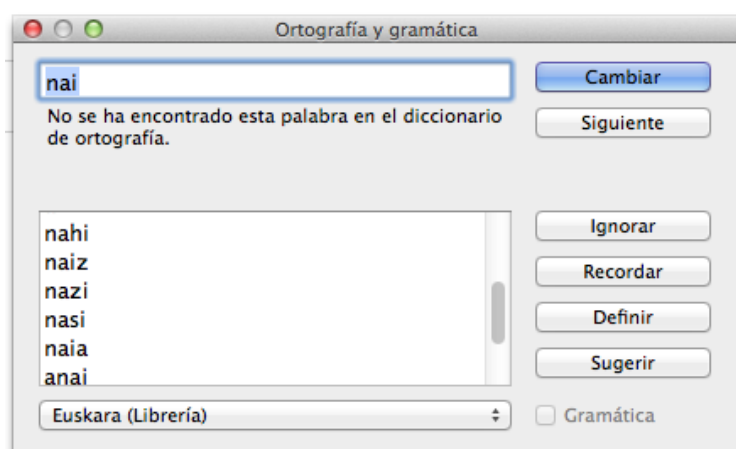 Ortografía y gramática
nai
Cambiar
No se ha encontrado esta palabra en el diccionario
de ortografía.
Siguiente
nahi
naiz
nazi
nasi
naia
anai
Ignorar
Recordar
Definir
Sugerir
Euskara (Librería)
Gramática